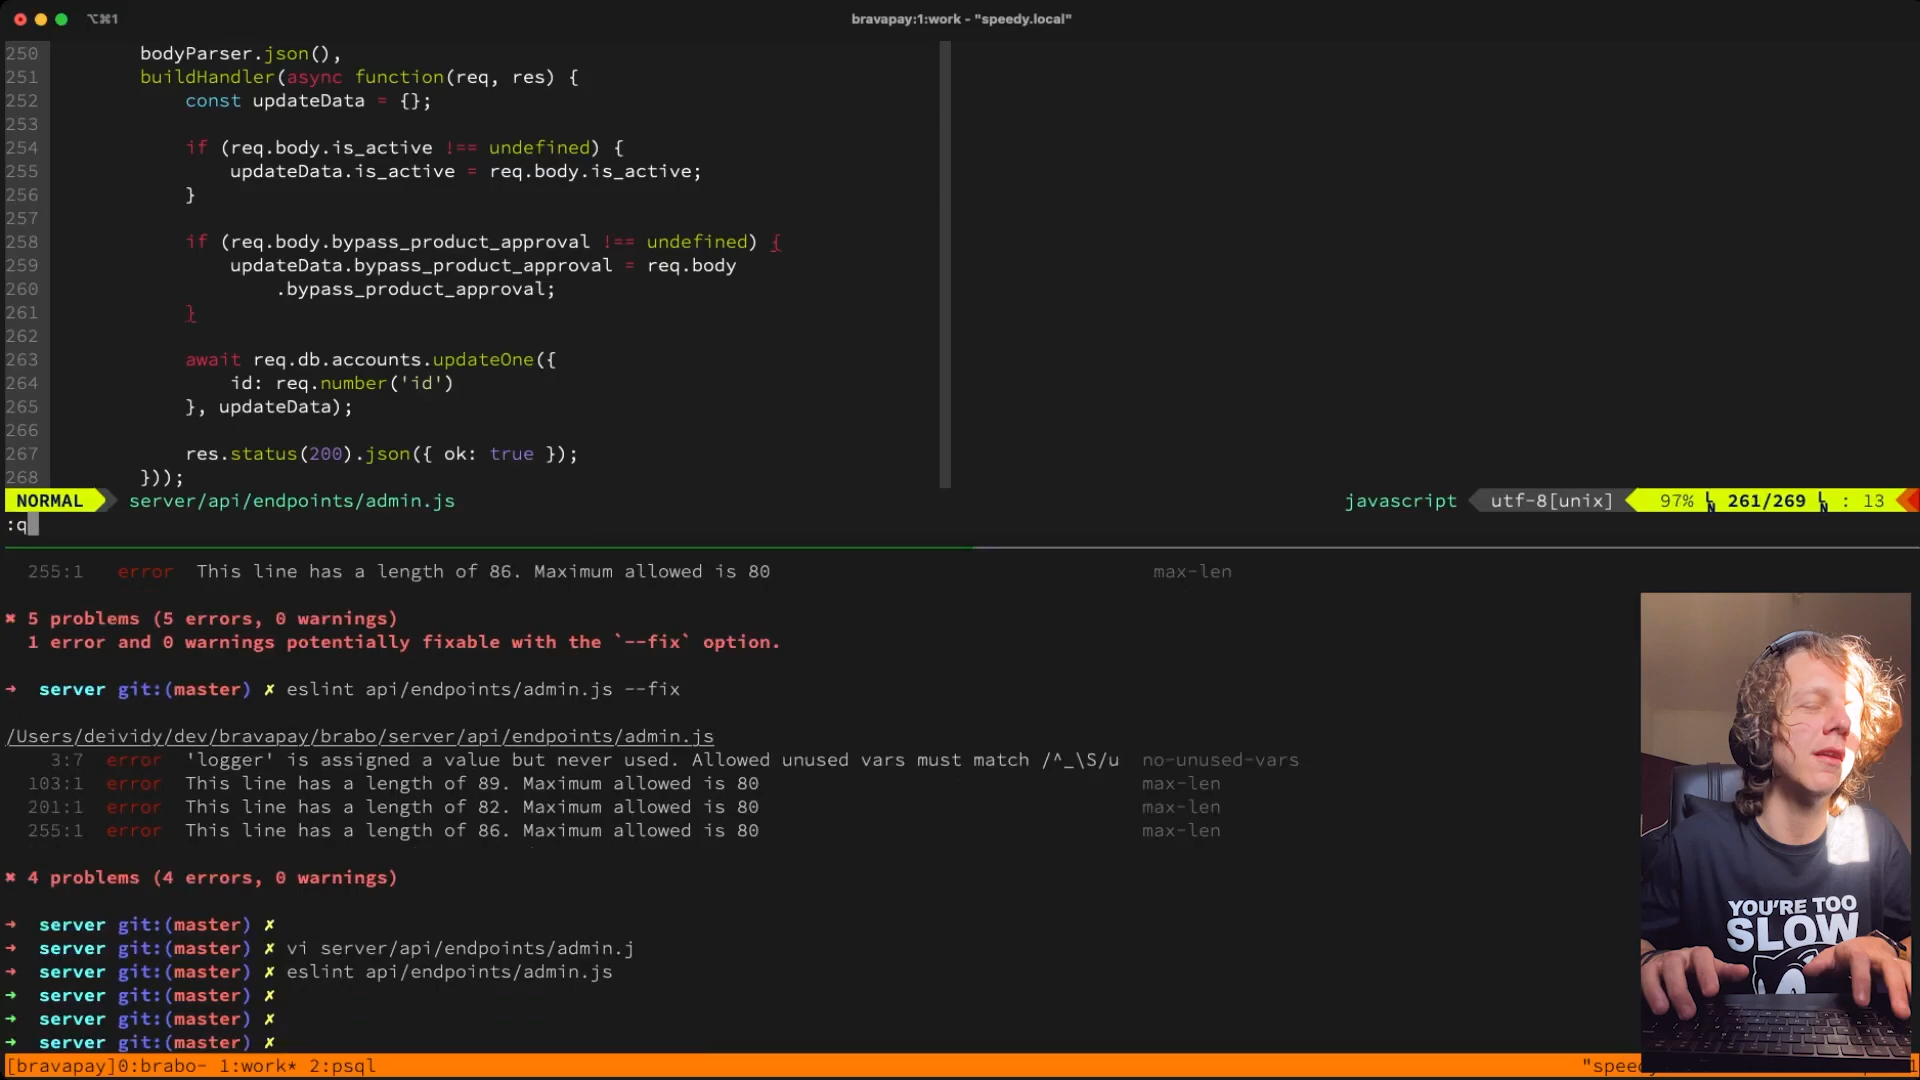 ⌥⌘1
bravapay:1:work - "speedy.local"
250 bodyParser.json(),
251 buildHandler(async function(req, res) {
252 const updateData = {};
253
254 if (req.body.is_active !== undefined) {
255 updateData.is_active = req.body.is_active;
256 }
257
258 if (req.body.bypass_product_approval !== undefined) {
259 updateData.bypass_product_approval = req.body
260 .bypass_product_approval;
261 }
262
263 await req.db.accounts.updateOne({
264 id: req.number('id')
265 }, updateData);
266
267 res.status(200).json({ ok: true });
268 }));
NORMAL server/api/endpoints/admin.js javascript utf-8[unix] 97% 261/269 : 13
:q
255:1 error This line has a length of 86. Maximum allowed is 80 max-len
✖ 5 problems (5 errors, 0 warnings)
1 error and 0 warnings potentially fixable with the `--fix` option.
➜ server git:(master) ✗ eslint api/endpoints/admin.js --fix
/Users/deividy/dev/bravapay/brabo/server/api/endpoints/admin.js
3:7 error 'logger' is assigned a value but never used. Allowed unused vars must match /^_\S/u no-unused-vars
103:1 error This line has a length of 89. Maximum allowed is 80 max-len
201:1 error This line has a length of 82. Maximum allowed is 80 max-len
255:1 error This line has a length of 86. Maximum allowed is 80 max-len
✖ 4 problems (4 errors, 0 warnings)
➜ server git:(master) ✗
➜ server git:(master) ✗ vi server/api/endpoints/admin.j
➜ server git:(master) ✗ eslint api/endpoints/admin.js
➜ server git:(master) ✗
➜ server git:(master) ✗
➜ server git:(master) ✗
[bravapay]0:brabo- 1:work* 2:psql
YOU'RE TOO
SLOW